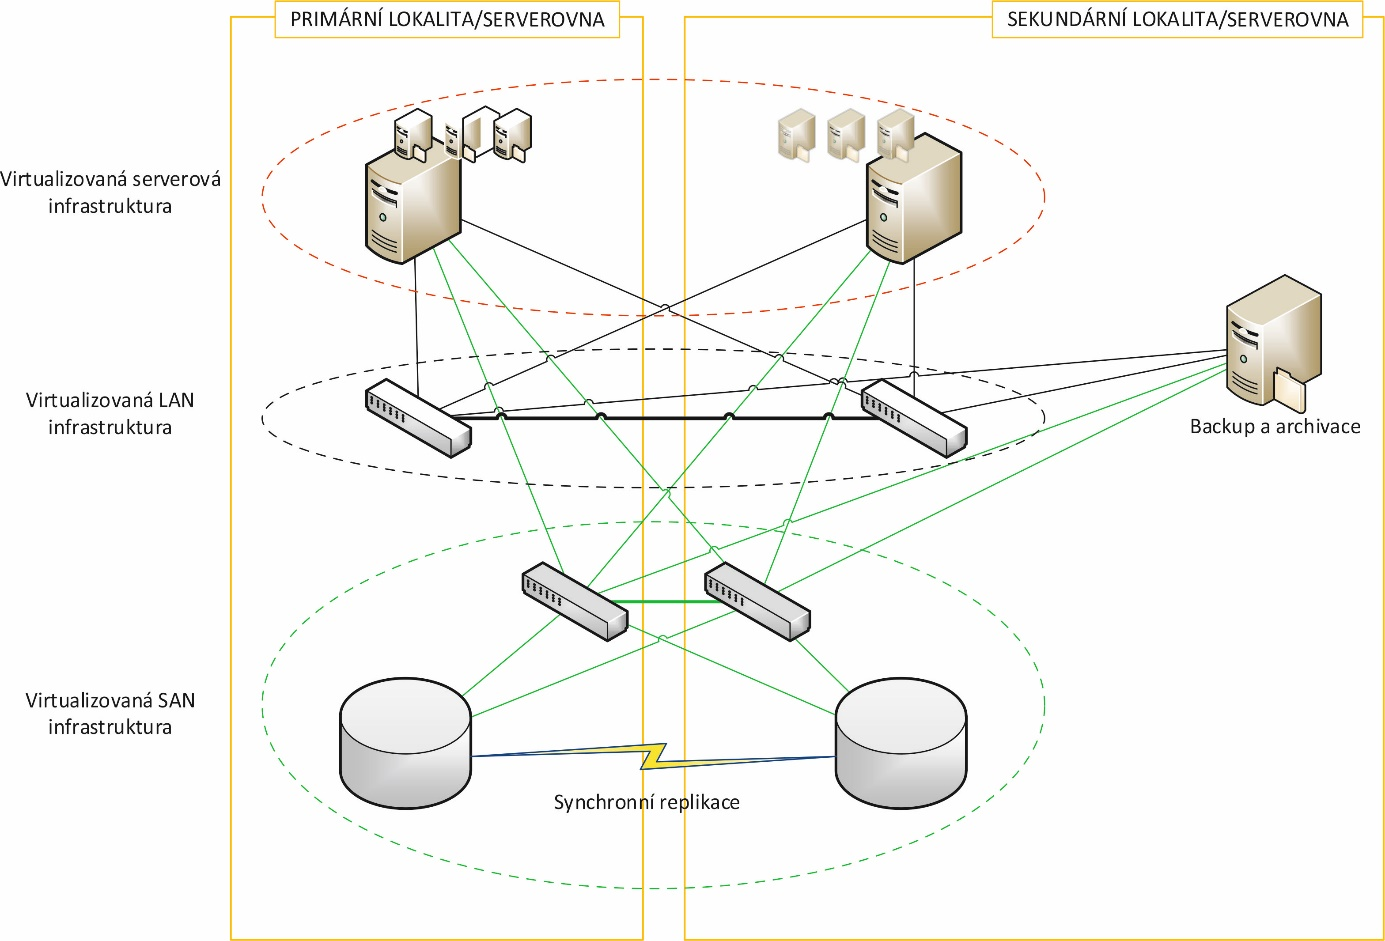 PRIMÁRNÍ LOKALITA/SERVEROVNA
SEKUNDÁRNÍ LOKALITA/SERVEROVNA
Virtualizovaná serverová
infrastruktura
Virtualizovaná LAN
infrastruktura
Backup a archivace
Virtualizovaná SAN
infrastruktura
Synchronní replikace